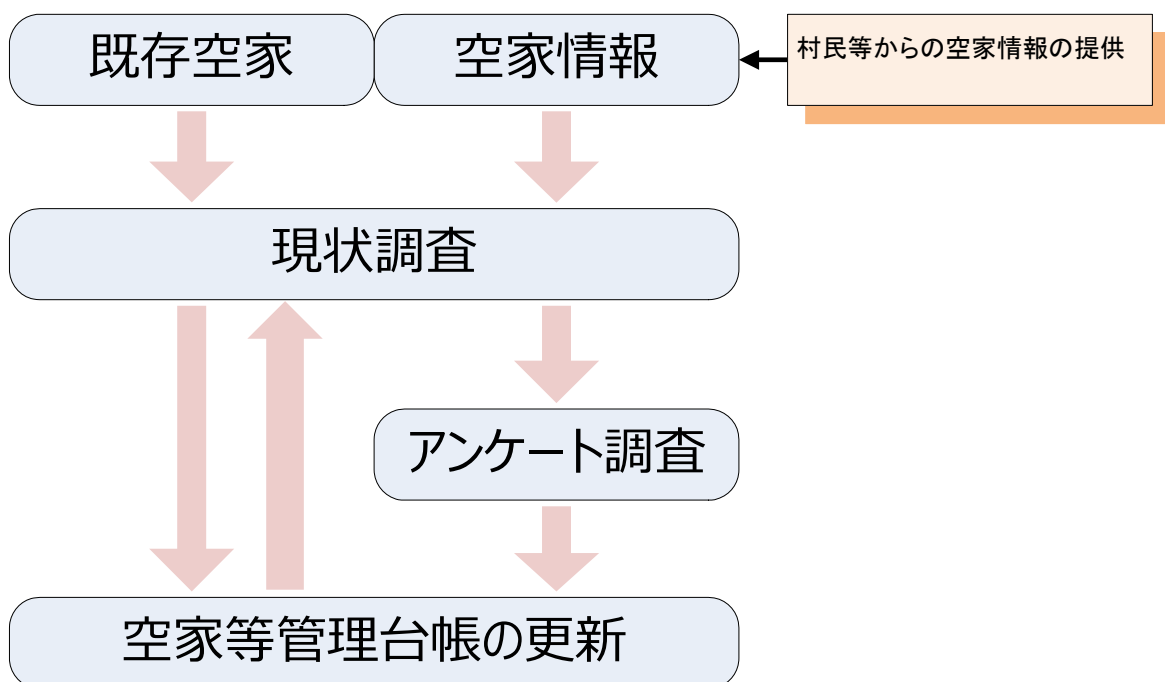 既存空家
空家情報
村民等からの空家情報の提供
現状調査
アンケート調査
空家等管理台帳の更新